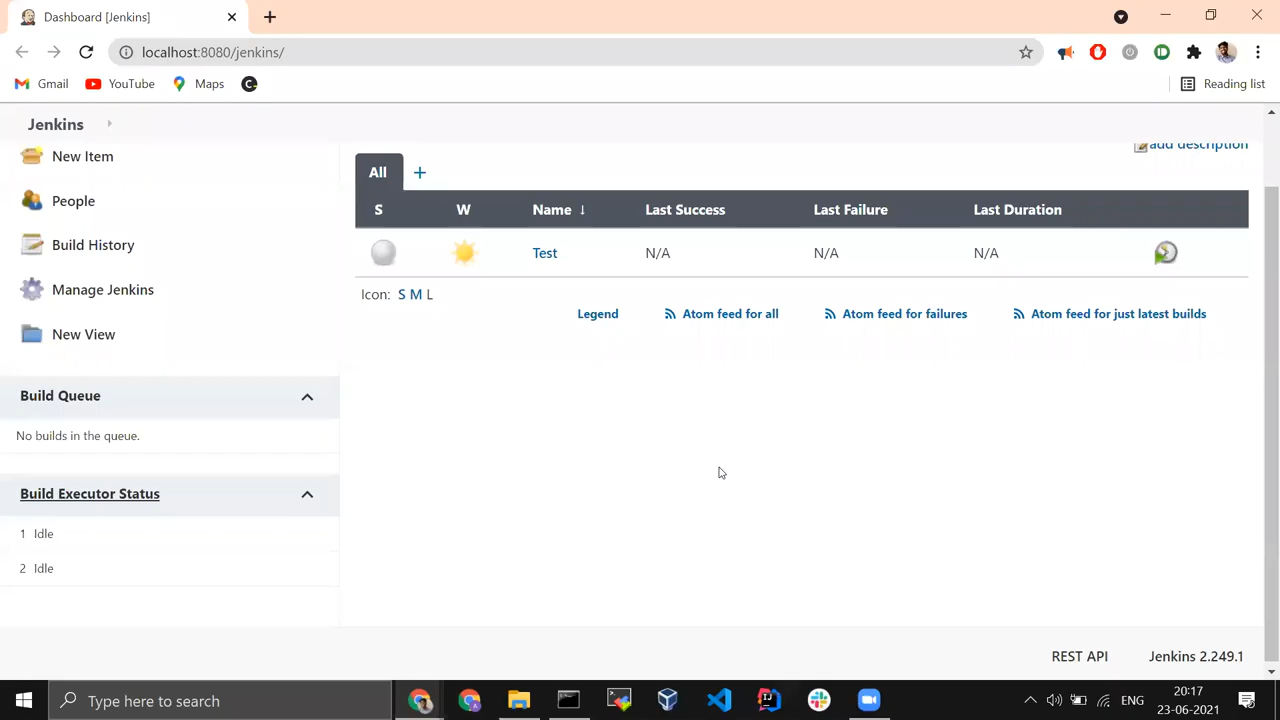 Dashboard [Jenkins]
localhost:8080/jenkins/
Gmail YouTube Maps Reading list
Jenkins
New Item
People
Build History
Manage Jenkins
New View
Build Queue
No builds in the queue.
Build Executor Status
1 Idle
2 Idle
add description
All +
S W Name ↓ Last Success Last Failure Last Duration
Test N/A N/A N/A
Icon: S M L
Legend Atom feed for all Atom feed for failures Atom feed for just latest builds
REST API Jenkins 2.249.1
Type here to search
ENG
20:17
23-06-2021